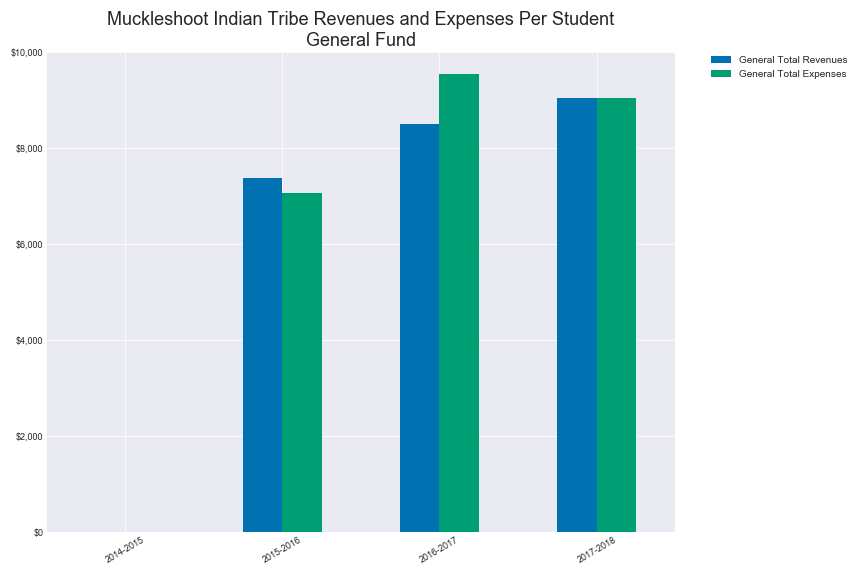 Muckleshoot Indian Tribe Revenues and Expenses Per Student
General Fund
General Total Revenues
General Total Expenses
$10,000
$8,000
$6,000
$4,000
$2,000
$0
2014-2015
2015-2016
2016-2017
2017-2018